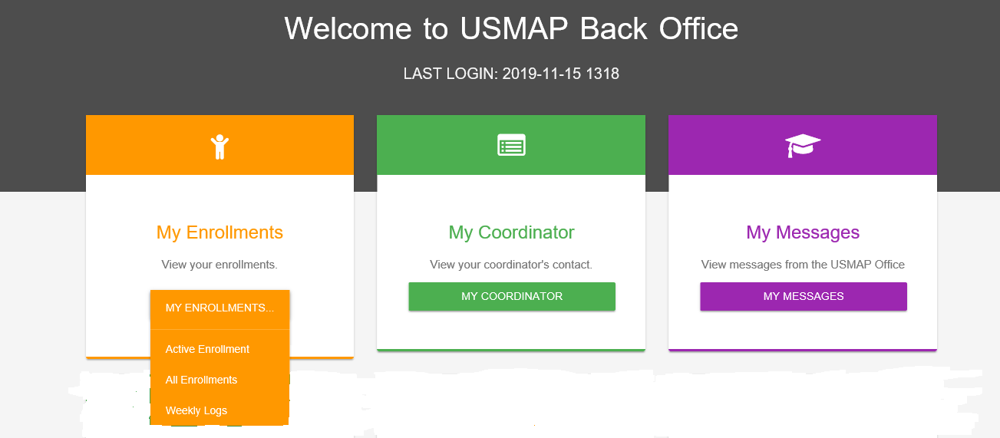 Welcome to USMAP Back Office
LAST LOGIN: 2019-11-15 1318
My Enrollments
View your enrollments.
MY ENROLLMENTS...
Active Enrollment
All Enrollments
Weekly Logs
My Coordinator
View your coordinator's contact.
MY COORDINATOR
My Messages
View messages from the USMAP Office
MY MESSAGES